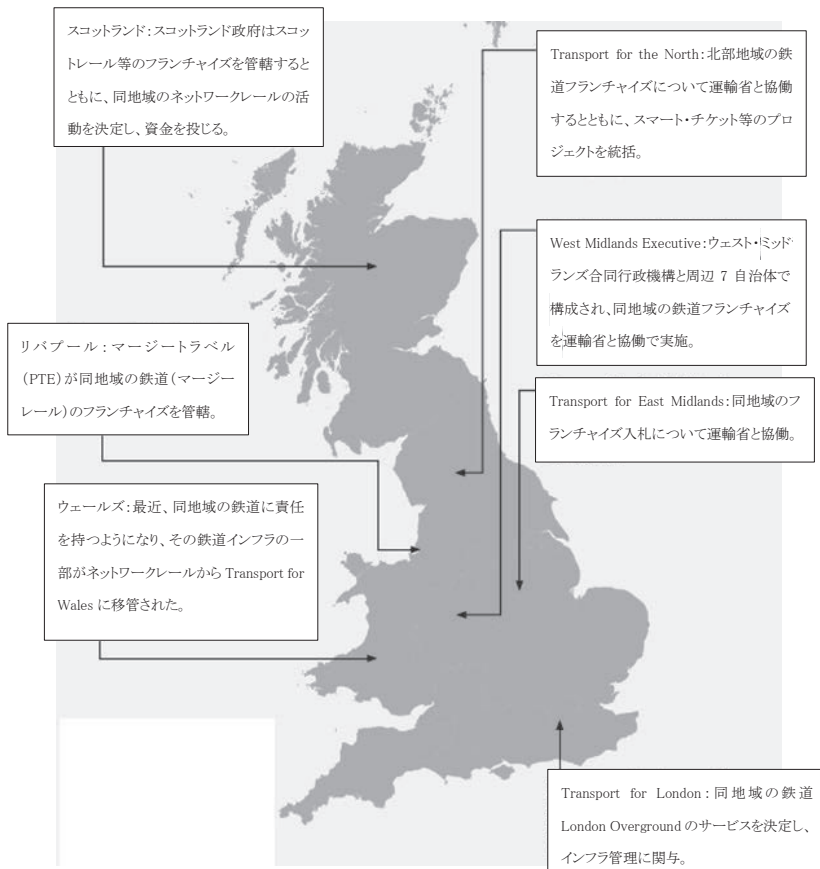 スコットランド:スコットランド政府はスコッ
トレール等のフランチャイズを管轄すると
ともに、同地域のネットワークレールの活
動を決定し、資金を投じる。
Transport for the North:北部地域の鉄
道フランチャイズについて運輸省と協働
するとともに、スマート・チケット等のプロ
ジェクトを統括。
West Midlands Executive:ウェスト・ミッド
ランズ合同行政機構と周辺 7 自治体で
構成され、同地域の鉄道フランチャイズ
を運輸省と協働で実施。
リバプール:マージートラベル
(PTE)が同地域の鉄道(マージー
レール)のフランチャイズを管轄。
Transport for East Midlands:同地域のフ
ランチャイズ入札について運輸省と協働。
ウェールズ:最近、同地域の鉄道に責任
を持つようになり、その鉄道インフラの一
部がネットワークレールから Transport for
Wales に移管された。
Transport for London:同地域の鉄道
London Overground のサービスを決定し、
インフラ管理に関与。